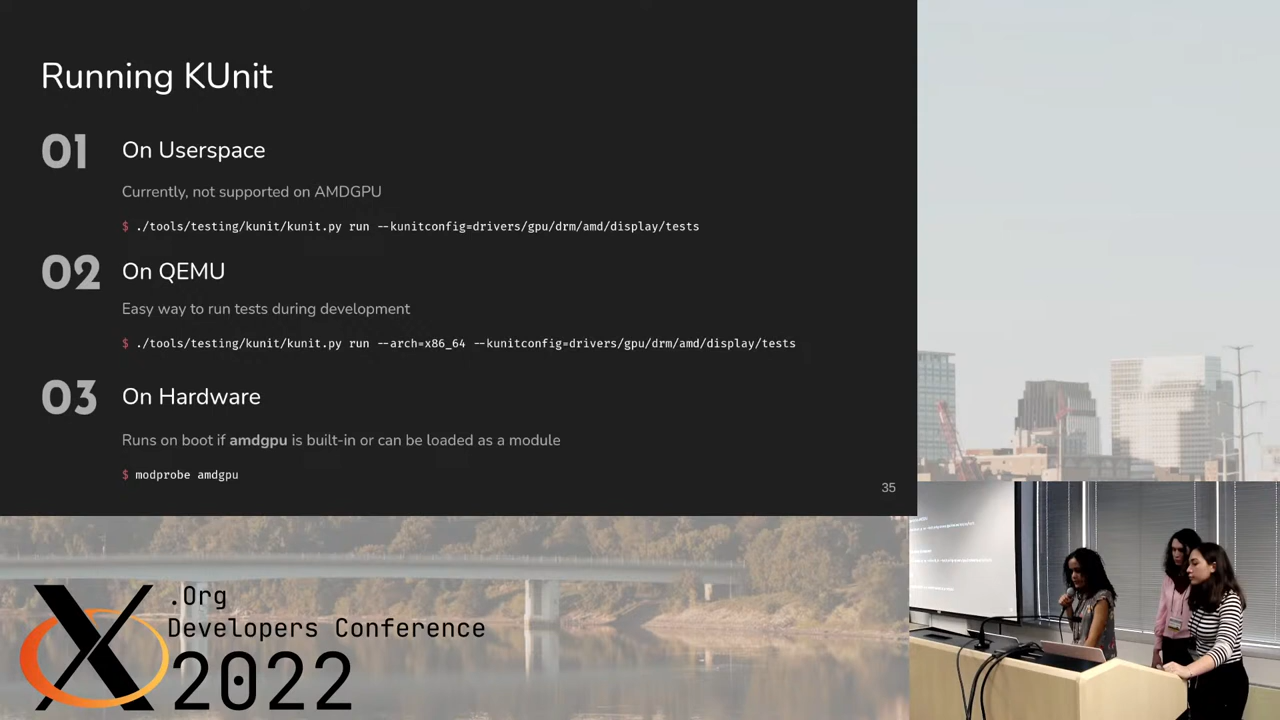 Running KUnit
01 On Userspace
Currently, not supported on AMDGPU
$ ./tools/testing/kunit/kunit.py run --kunitconfig=drivers/gpu/drm/amd/display/tests
02 On QEMU
Easy way to run tests during development
$ ./tools/testing/kunit/kunit.py run --arch=x86_64 --kunitconfig=drivers/gpu/drm/amd/display/tests
03 On Hardware
Runs on boot if amdgpu is built-in or can be loaded as a module
$ modprobe amdgpu
35
X.Org
Developers Conference
2022